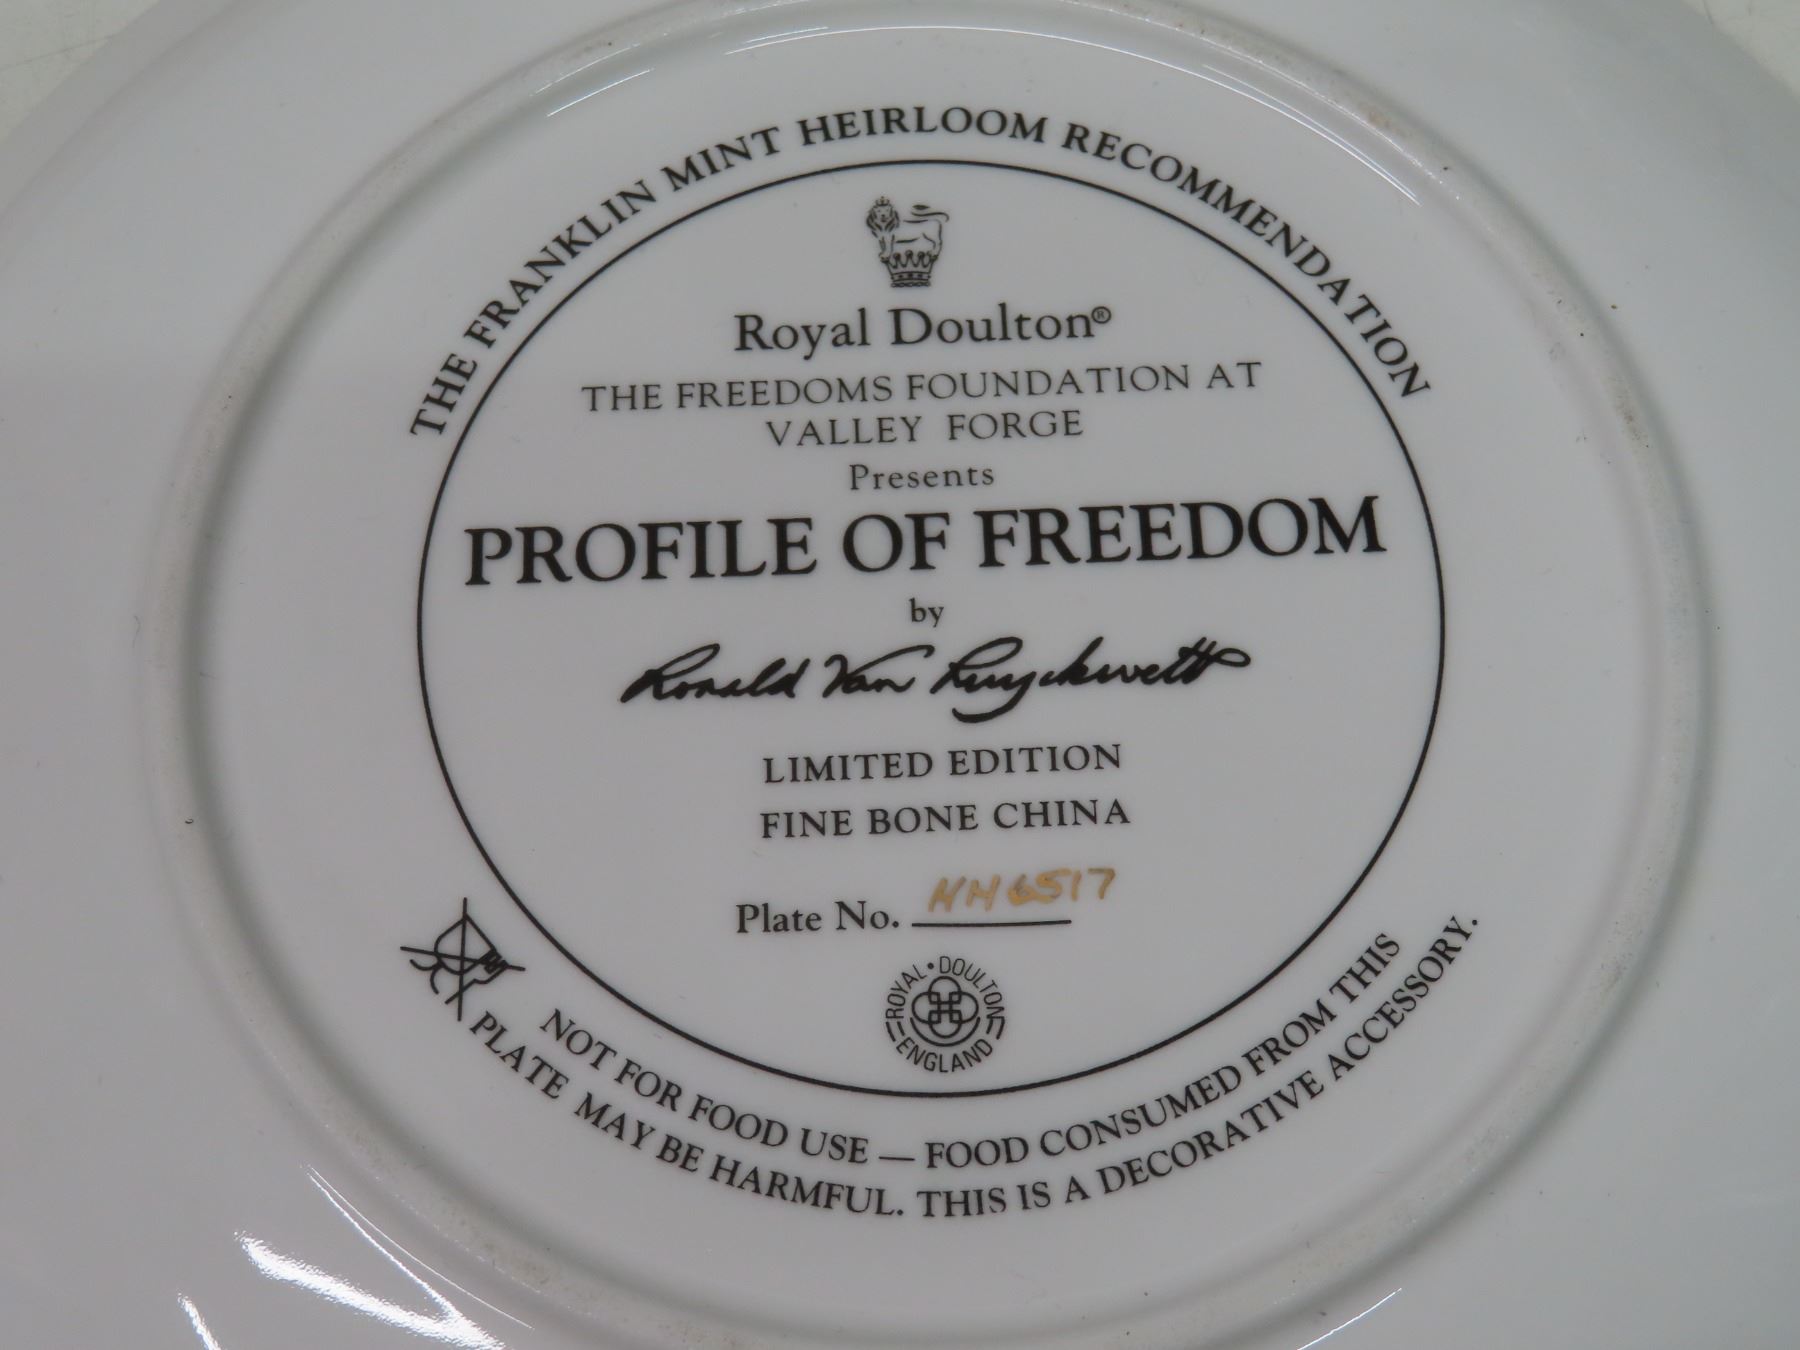 THE FRANKLIN MINT HEIRLOOM RECOMMENDATION
Royal Doulton®
THE FREEDOMS FOUNDATION AT
VALLEY FORGE
Presents
PROFILE OF FREEDOM
by
Ronald Van Ruyckevelt
LIMITED EDITION
FINE BONE CHINA
Plate No. HH6517
ROYAL • DOULTON
ENGLAND
NOT FOR FOOD USE — FOOD CONSUMED FROM THIS
PLATE MAY BE HARMFUL. THIS IS A DECORATIVE ACCESSORY.